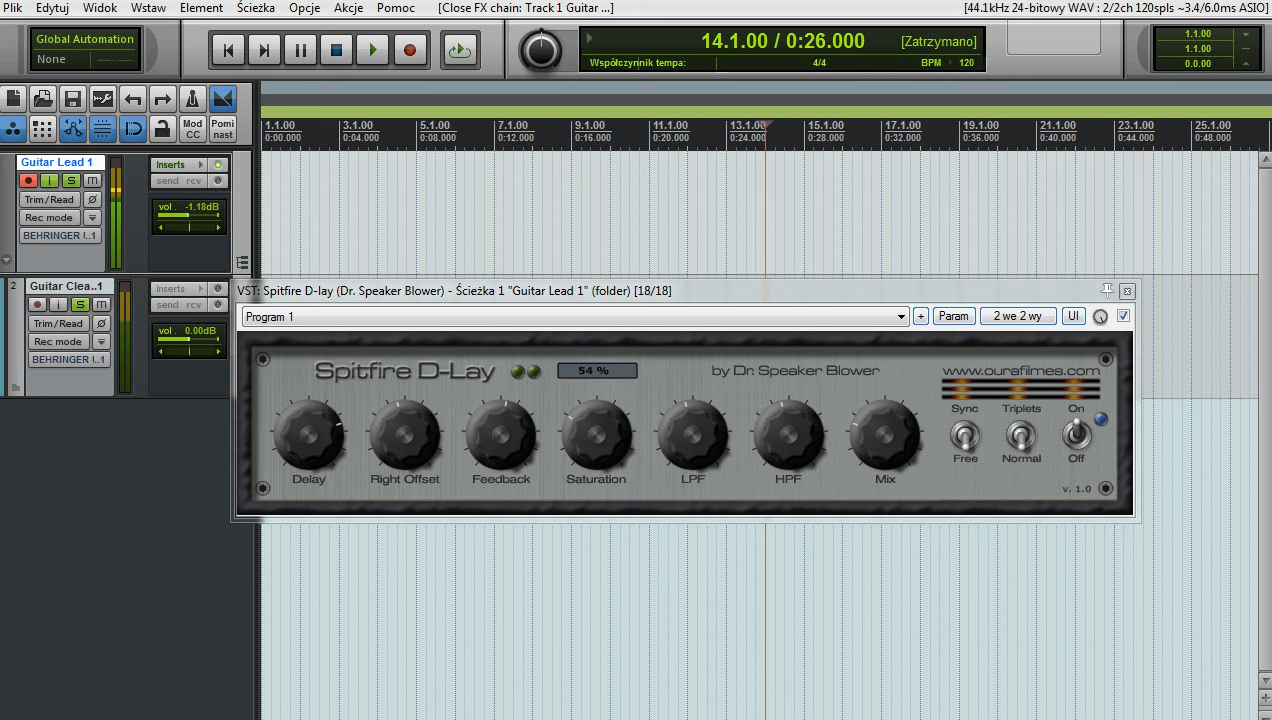 Plik Edytuj Widok Wstaw Element Ścieżka Opcje Akcje Pomoc [Close FX chain: Track 1 Guitar ...] [44.1kHz 24-bitowy WAV : 2/2ch 120spls ~3.4/6.0ms ASIO]
Global Automation
None
14.1.00 / 0:26.000 [Zatrzymano]
Współczynnik tempa: 4/4 BPM 120
1.1.00
1.1.00
0.0.00
Mod CC
Pomi nast
1.1.00 3.1.00 5.1.00 7.1.00 9.1.00 11.1.00 13.1.00 15.1.00 17.1.00 19.1.00 21.1.00 23.1.00 25.1.00
0:00.000 0:04.000 0:08.000 0:12.000 0:16.000 0:20.000 0:24.000 0:28.000 0:32.000 0:36.000 0:40.000 0:44.000 0:48.000
Guitar Lead 1 Inserts
S M send rcv
Trim/Read Ø
Rec mode vol. -1.18dB
BEHRINGER I..1
2 Guitar Clea..1 Inserts
S M send rcv
Trim/Read Ø
Rec mode vol. 0.00dB
BEHRINGER I..1
VST: Spitfire D-lay (Dr. Speaker Blower) - Ścieżka 1 "Guitar Lead 1" (folder) [18/18]
Program 1 + Param 2 we 2 wy UI
Spitfire D-Lay 54 % by Dr. Speaker Blower www.ourafilmes.com
Sync Triplets On
Free Normal Off
Delay Right Offset Feedback Saturation LPF HPF Mix
v. 1.0